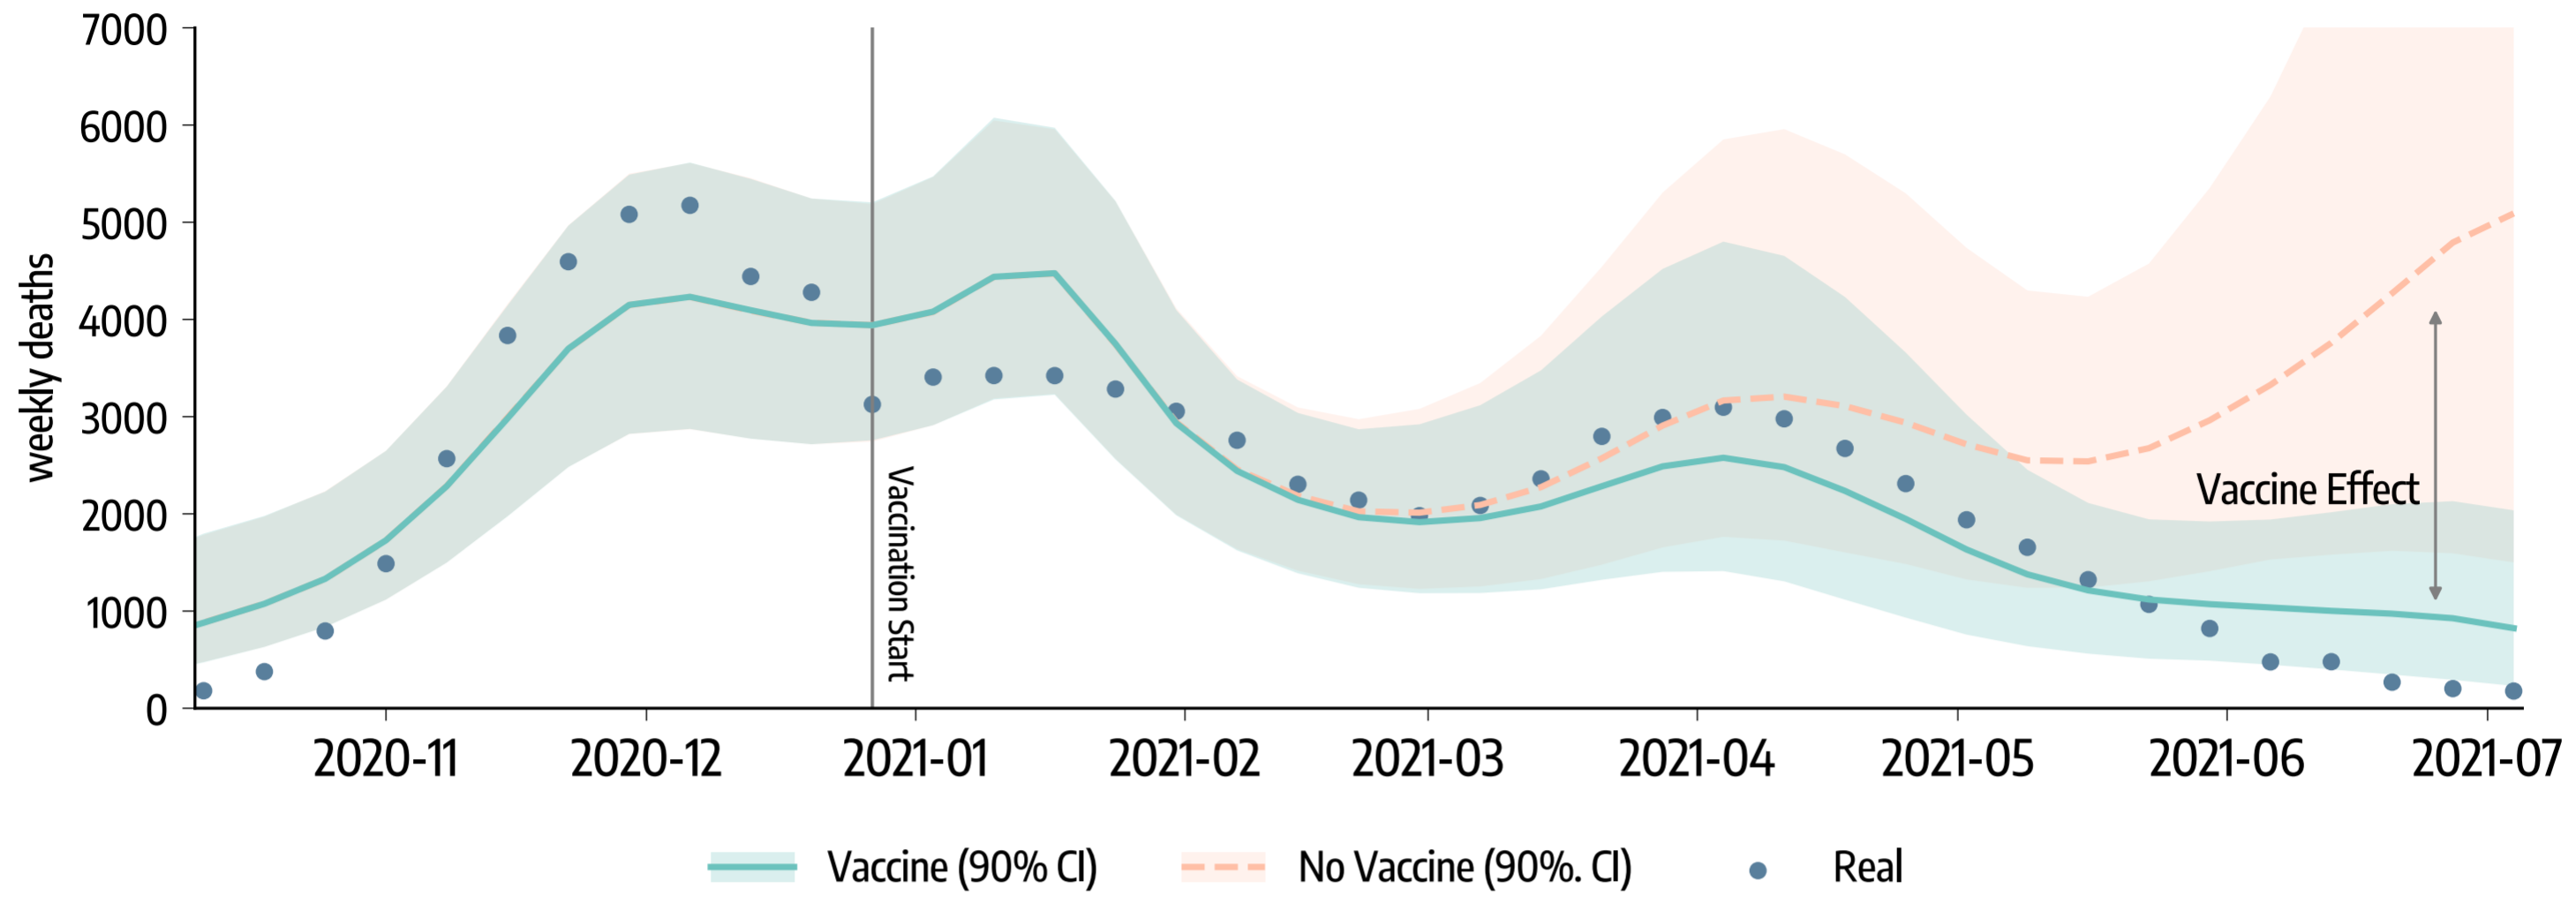 7000
6000
5000
4000
3000
2000
1000
0
weekly deaths
Vaccination Start
Vaccine Effect
2020-11 2020-12 2021-01 2021-02 2021-03 2021-04 2021-05 2021-06 2021-07
Vaccine (90% CI) No Vaccine (90%. CI) Real